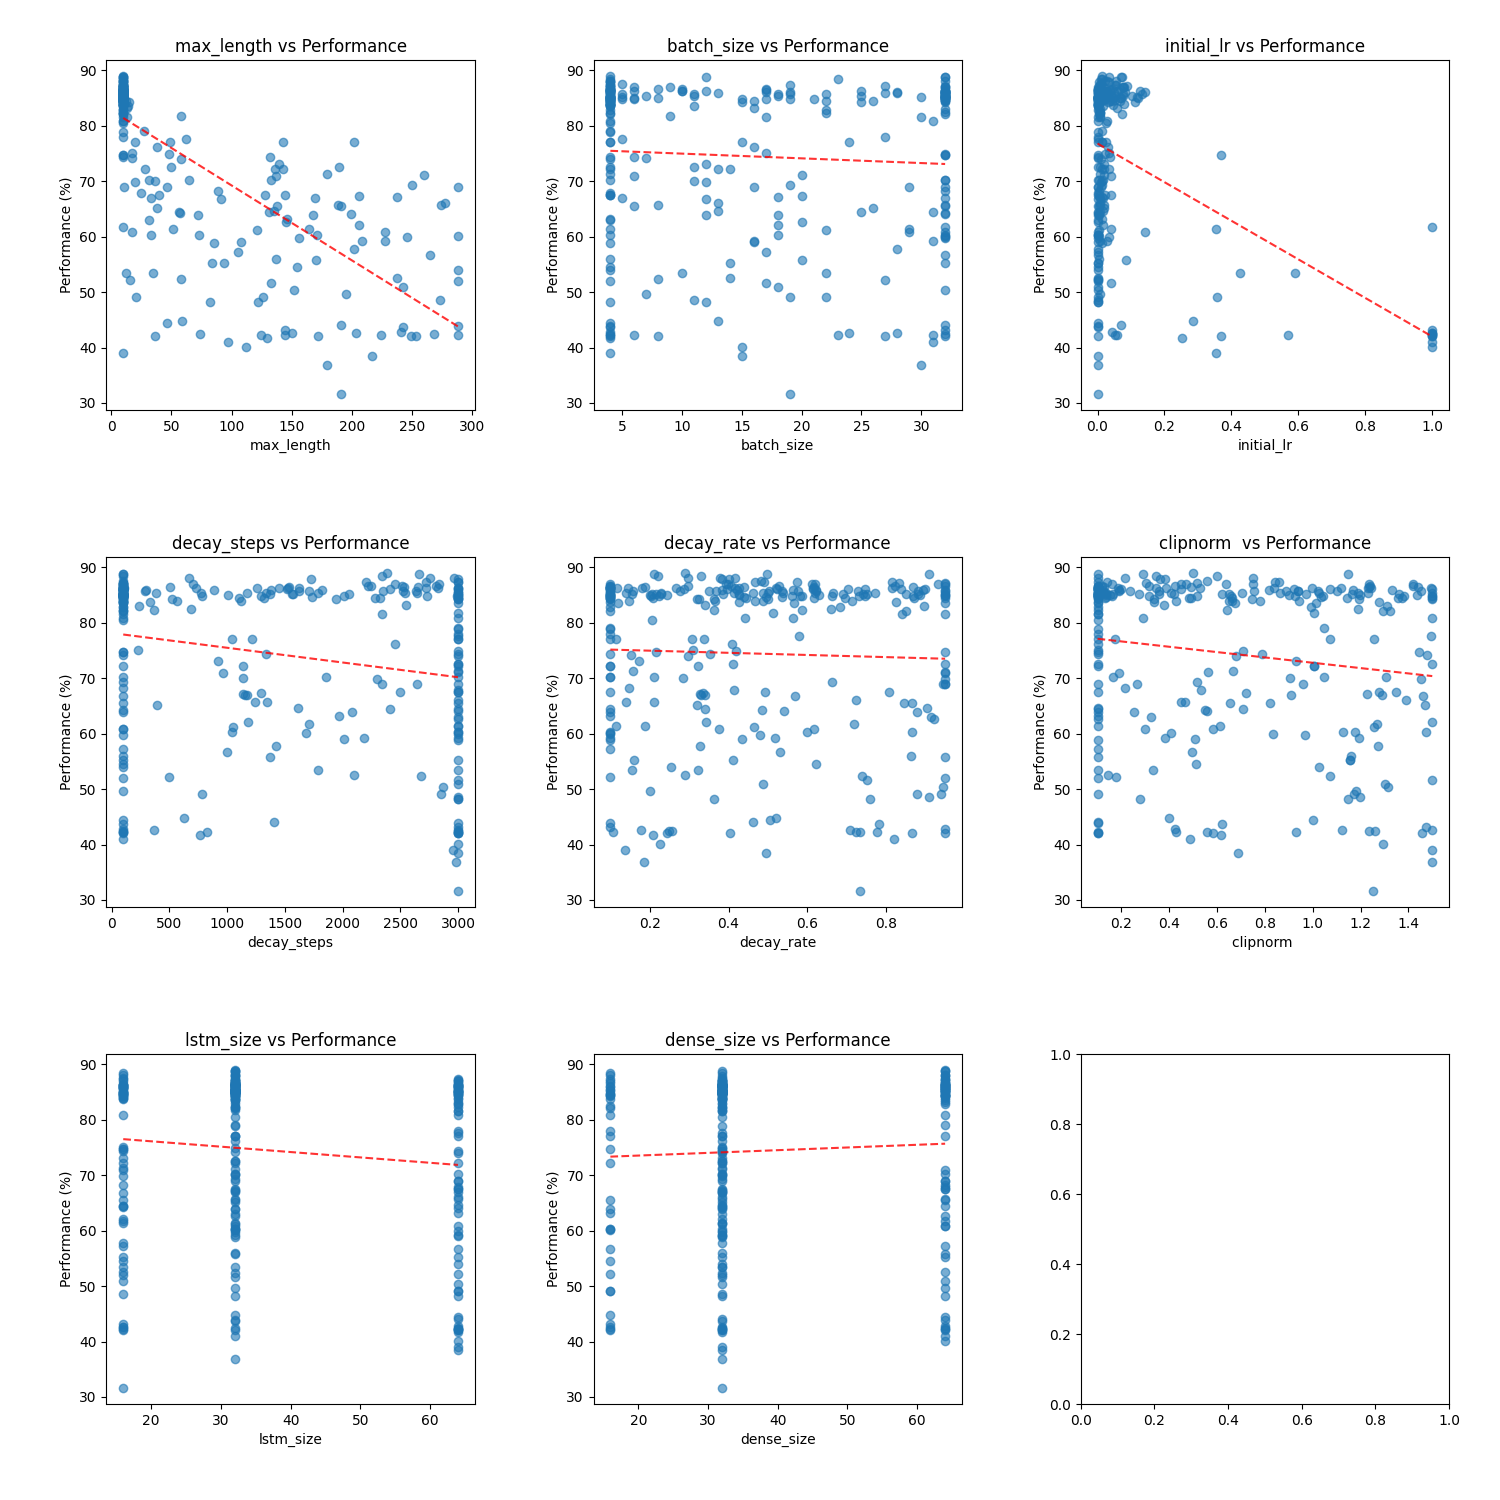 max_length vs Performance
batch_size vs Performance
initial_lr vs Performance
90
80
70
60
50
40
30
Performance (%)
0 50 100 150 200 250 300
max_length
90
80
70
60
50
40
30
Performance (%)
5 10 15 20 25 30
batch_size
90
80
70
60
50
40
30
Performance (%)
0.0 0.2 0.4 0.6 0.8 1.0
initial_lr
decay_steps vs Performance
decay_rate vs Performance
clipnorm  vs Performance
90
80
70
60
50
40
30
Performance (%)
0 500 1000 1500 2000 2500 3000
decay_steps
90
80
70
60
50
40
30
Performance (%)
0.2 0.4 0.6 0.8
decay_rate
90
80
70
60
50
40
30
Performance (%)
0.2 0.4 0.6 0.8 1.0 1.2 1.4
clipnorm
lstm_size vs Performance
dense_size vs Performance
90
80
70
60
50
40
30
Performance (%)
20 30 40 50 60
lstm_size
90
80
70
60
50
40
30
Performance (%)
20 30 40 50 60
dense_size
1.0
0.8
0.6
0.4
0.2
0.0
0.0 0.2 0.4 0.6 0.8 1.0